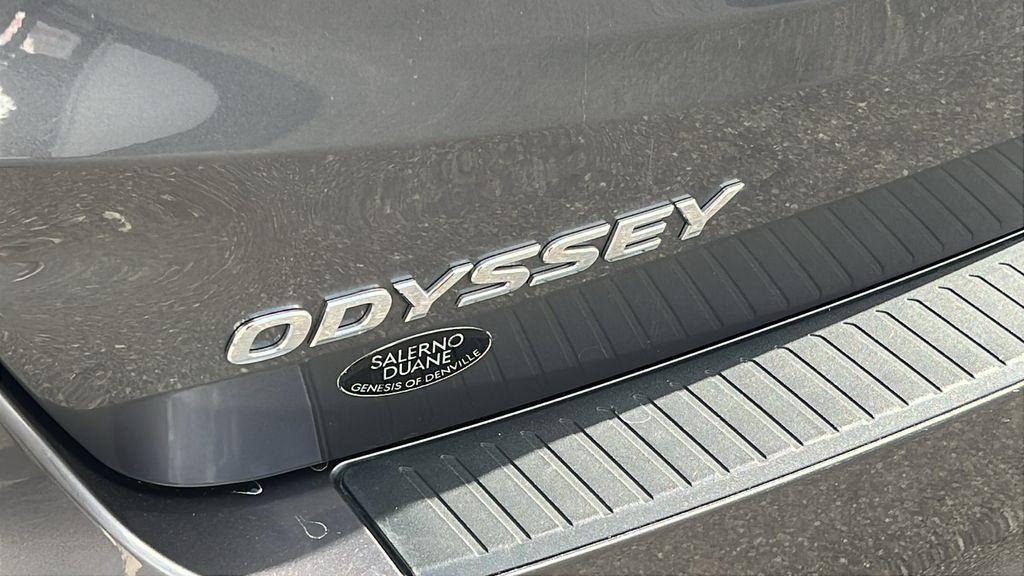 ODYSSEY
SALERNO
DUANE
GENESIS OF DENVILLE